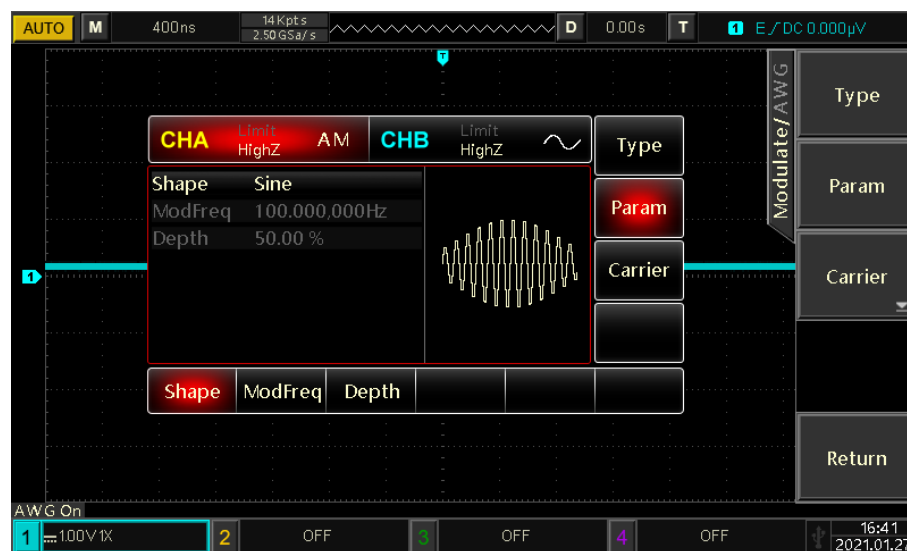 AUTO M 400ns 14Kpts 2.50GSa/s D 0.00s T 1 E DC 0.000μV
T
Modulate/AWG
Type
Param
Carrier
Return
CHA Limit HighZ AM CHB Limit HighZ
Type
Param
Carrier
Shape Sine
ModFreq 100.000,000Hz
Depth 50.00 %
1
Shape ModFreq Depth
AWG On
1 1.00V 1X 2 OFF 3 OFF 4 OFF 16:41
2021.01.27